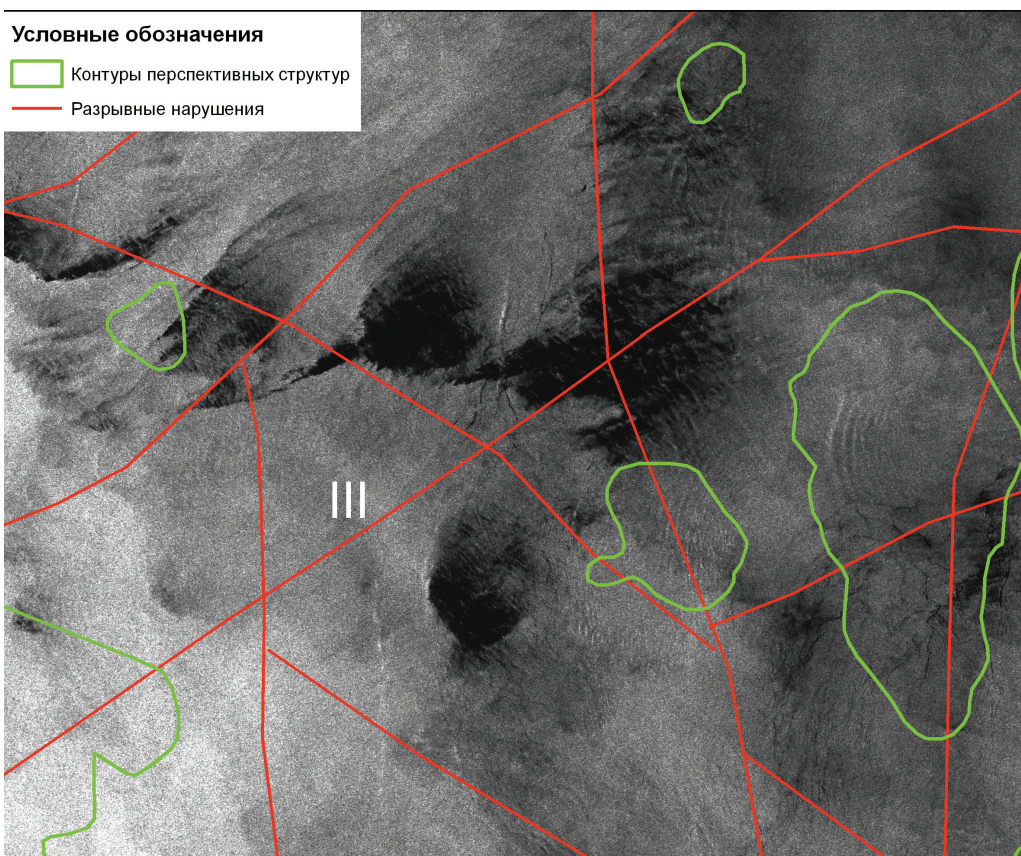 Условные обозначения
Контуры перспективных структур
Разрывные нарушения
III